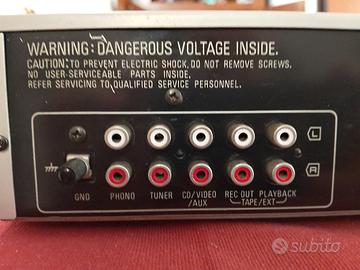 WARNING: DANGEROUS VOLTAGE INSIDE.
CAUTION: TO PREVENT ELECTRIC SHOCK, DO NOT REMOVE SCREWS.
NO USER-SERVICEABLE PARTS INSIDE.
REFER SERVICING TO QUALIFIED SERVICE PERSONNEL.
L
R
GND PHONO TUNER CD/VIDEO REC OUT PLAYBACK
/AUX TAPE/EXT
subito